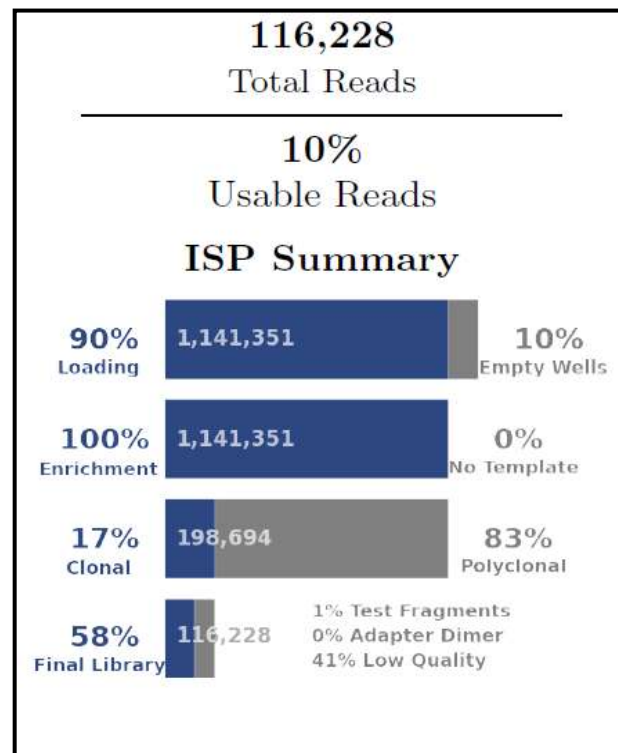 116,228
Total Reads
10%
Usable Reads
ISP Summary
90%
Loading
1,141,351
10%
Empty Wells
100%
Enrichment
1,141,351
0%
No Template
17%
Clonal
198,694
83%
Polyclonal
58%
Final Library
116,228
1% Test Fragments
0% Adapter Dimer
41% Low Quality